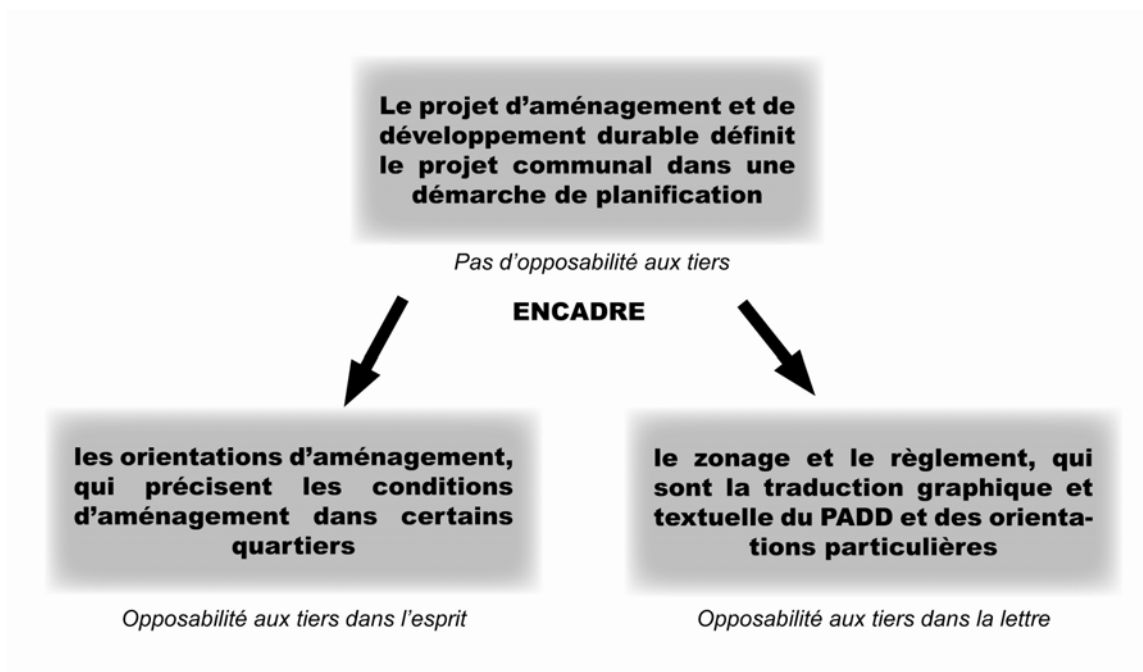 Le projet d’aménagement et de
développement durable définit
le projet communal dans une
démarche de planification
Pas d’opposabilité aux tiers
ENCADRE
les orientations d’aménagement,
qui précisent les conditions
d’aménagement dans certains
quartiers
Opposabilité aux tiers dans l’esprit
le zonage et le règlement, qui
sont la traduction graphique et
textuelle du PADD et des orienta-
tions particulières
Opposabilité aux tiers dans la lettre